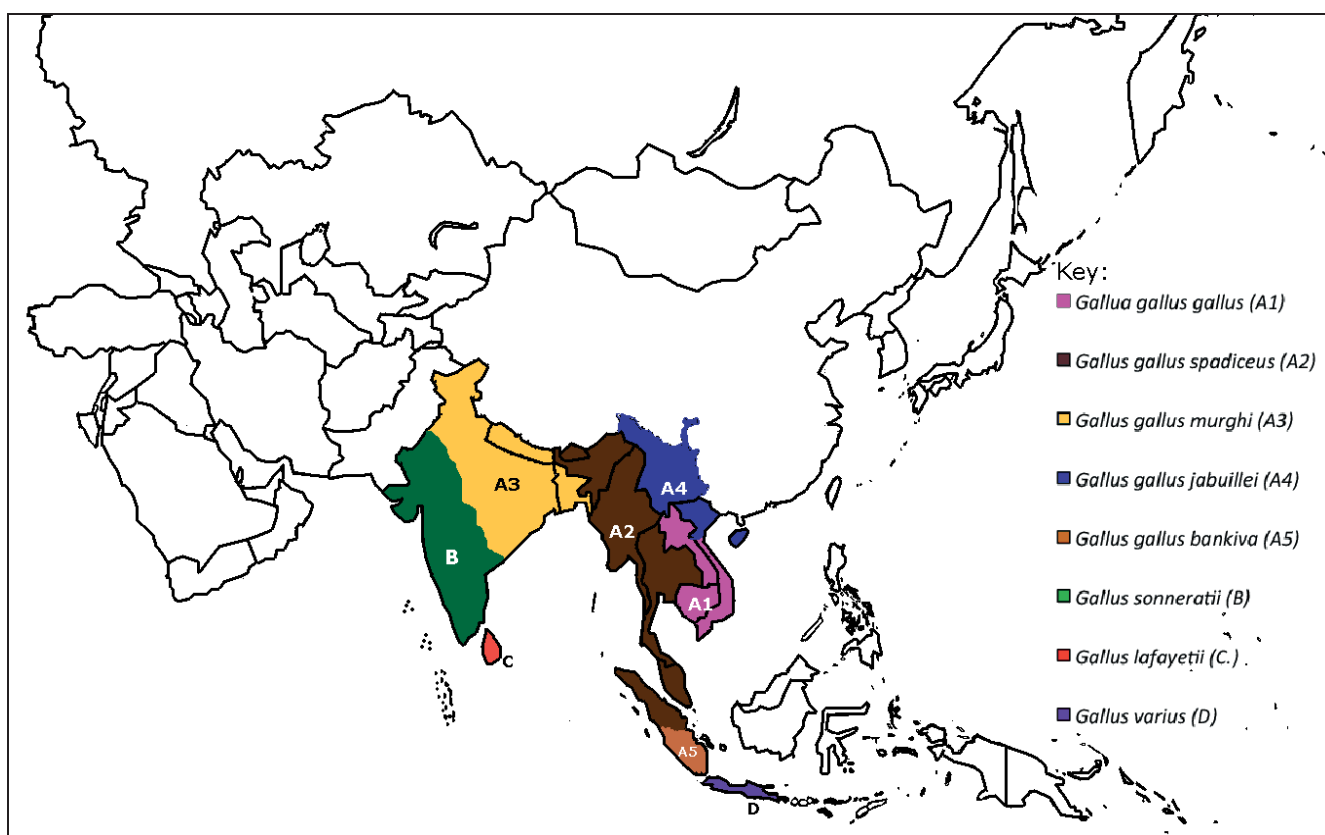 Key:
Gallua gallus gallus (A1)
Gallus gallus spadiceus (A2)
Gallus gallus murghi (A3)
Gallus gallus jabuillei (A4)
Gallus gallus bankiva (A5)
Gallus sonneratii (B)
Gallus lafayetii (C.)
Gallus varius (D)
A3
A4
A2
B
A1
C
A5
D